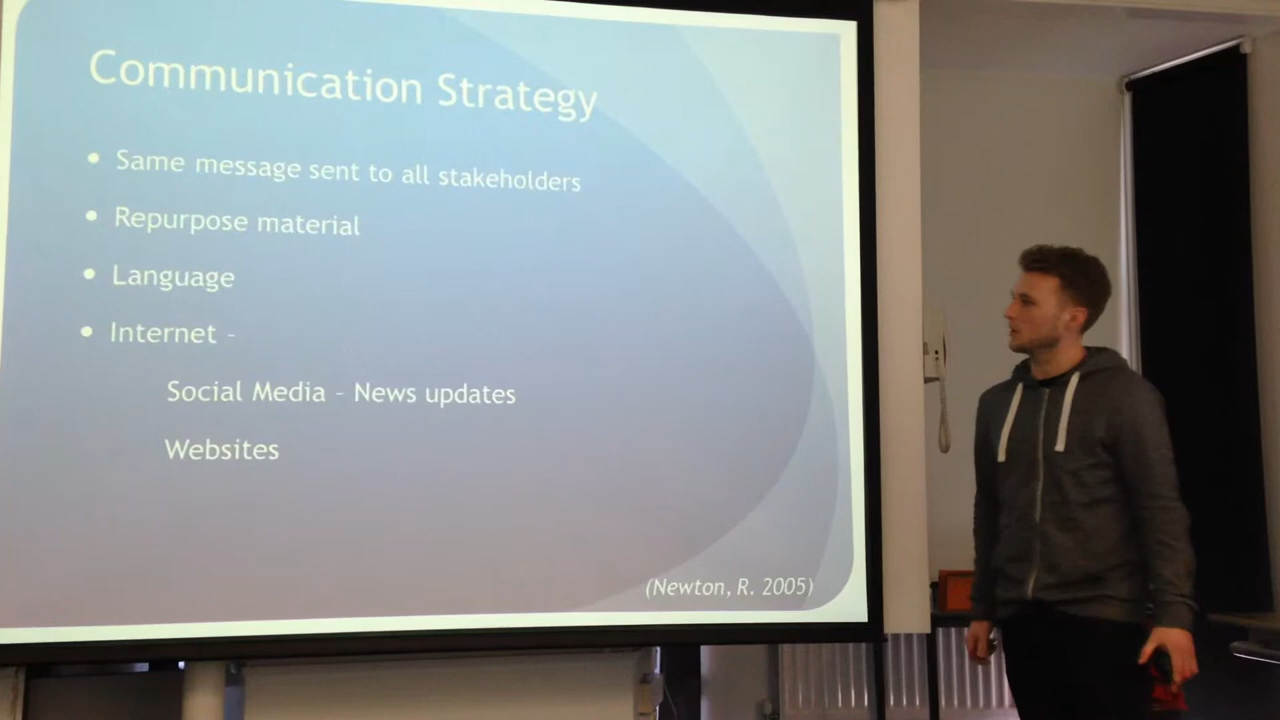 Communication Strategy
• Same message sent to all stakeholders
• Repurpose material
• Language
• Internet -
Social Media - News updates
Websites
(Newton, R. 2005)